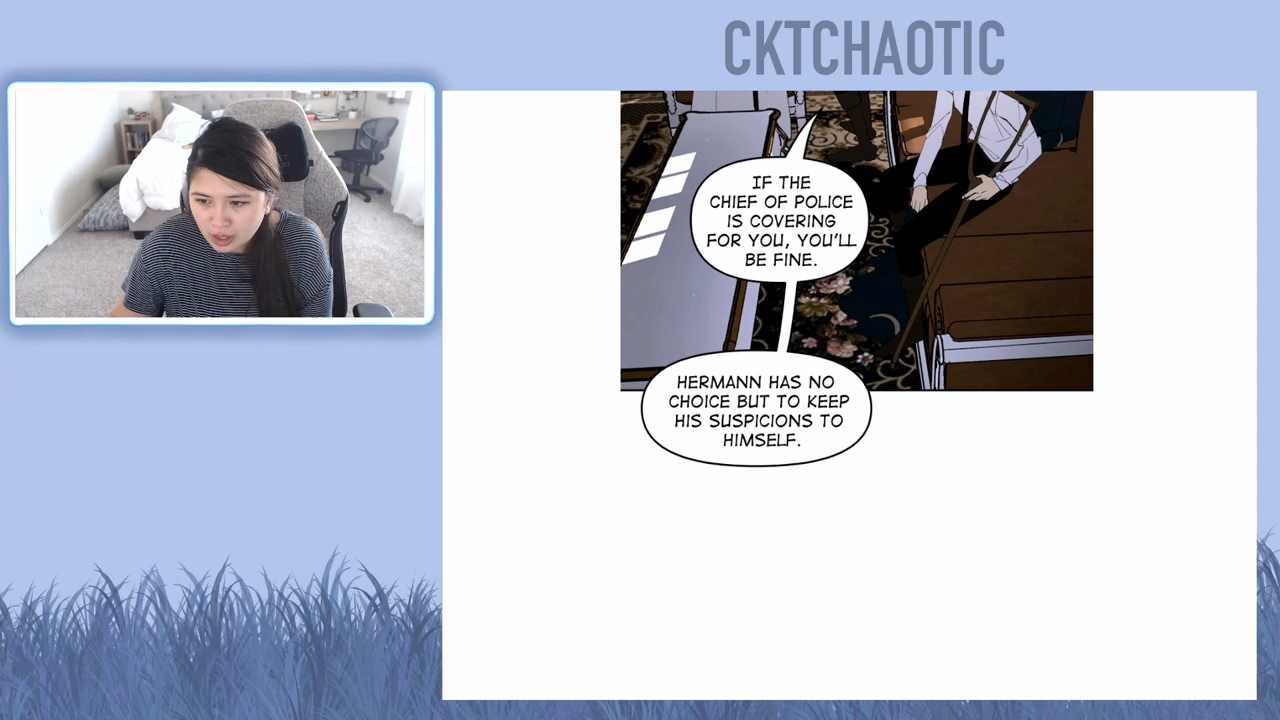 CKTCHAOTIC
IF THE
CHIEF OF POLICE
IS COVERING
FOR YOU, YOU'LL
BE FINE.
HERMANN HAS NO
CHOICE BUT TO KEEP
HIS SUSPICIONS TO
HIMSELF.